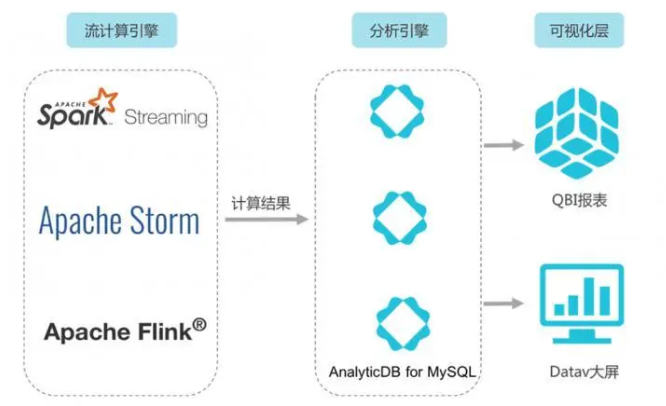 流计算引擎
分析引擎
可视化层
APACHE
Spark™ Streaming
Apache Storm
Apache Flink®
计算结果
AnalyticDB for MySQL
QBI报表
Datav大屏